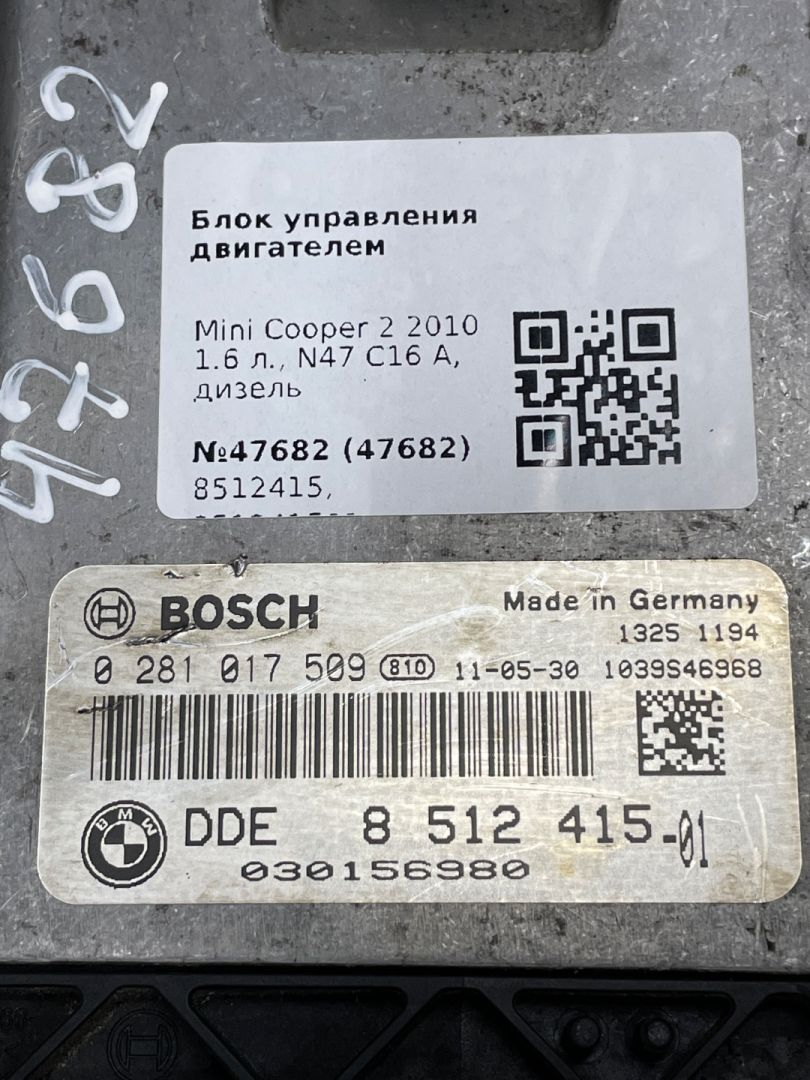 47682
Блок управления
двигателем
Mini Cooper 2 2010
1.6 л., N47 C16 A,
дизель
№47682 (47682)
8512415,
BOSCH
Made in Germany
1325 1194
0 281 017 509 810 11-05-30 1039S46968
BMW
DDE 8 512 415-01
030156980